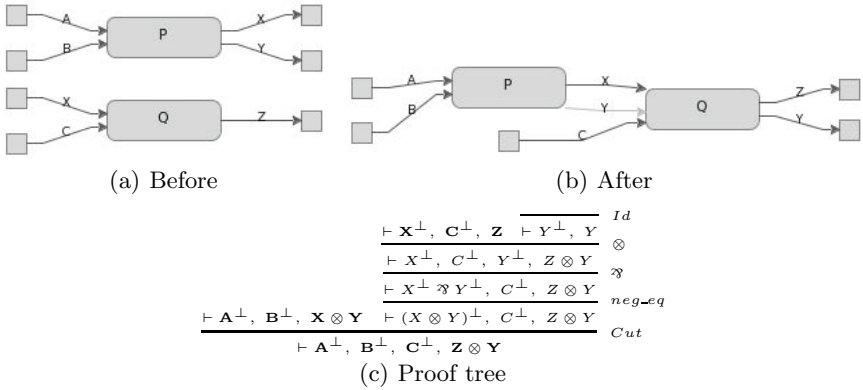 A
B
P
X
Y
X
C
Q
Z
A
B
P
X
Y
C
Q
Z
Y
(a) Before
(b) After
Id
⊢ X⊥, C⊥, Z ⊢ Y⊥, Y
⊗
⊢ X⊥, C⊥, Y⊥, Z ⊗ Y
⅋
⊢ X⊥ ⅋ Y⊥, C⊥, Z ⊗ Y
neg_eq
⊢ A⊥, B⊥, X ⊗ Y ⊢ (X ⊗ Y)⊥, C⊥, Z ⊗ Y
Cut
⊢ A⊥, B⊥, C⊥, Z ⊗ Y
(c) Proof tree